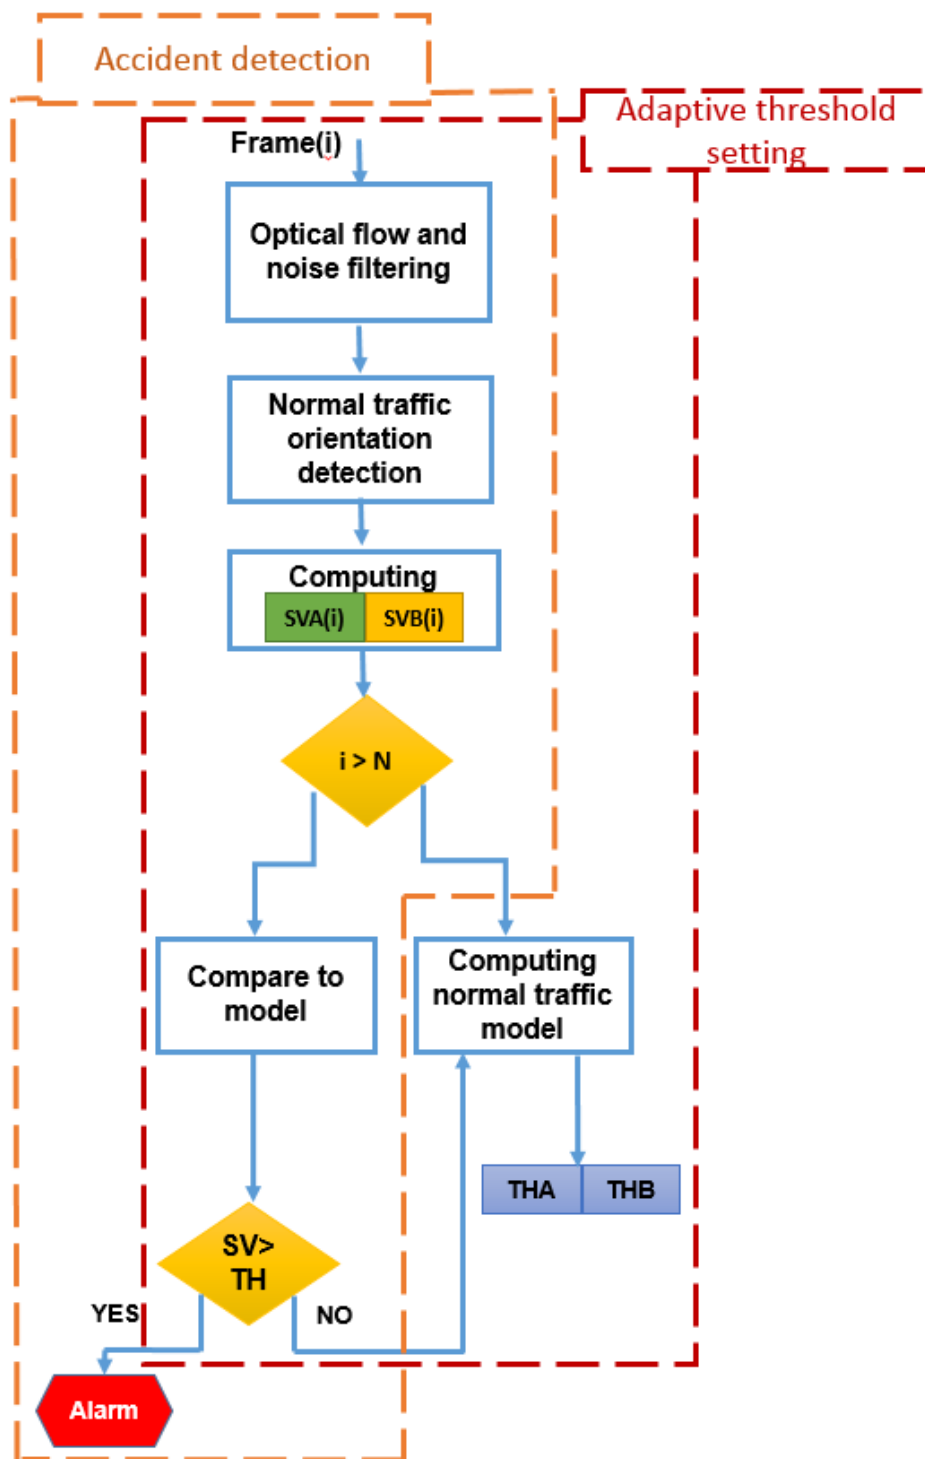 Accident detection
Adaptive threshold
setting
Frame(i)
Optical flow and
noise filtering
Normal traffic
orientation
detection
Computing
SVA(i) SVB(i)
i > N
Compare to
model
Computing
normal traffic
model
THA THB
SV>
TH
YES
NO
Alarm